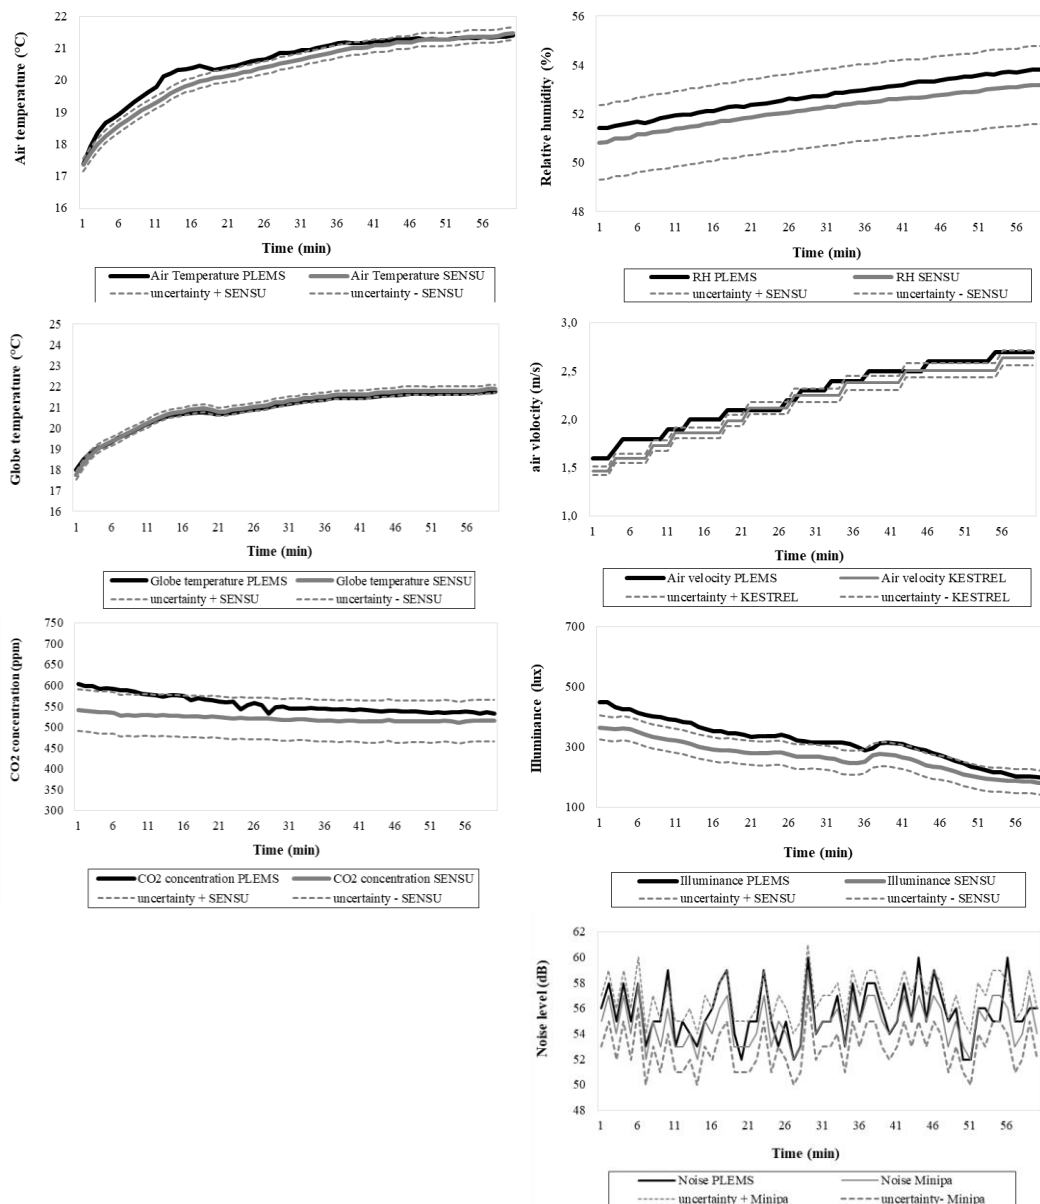 Air temperature (°C)
22
21
20
19
18
17
16
1 6 11 16 21 26 31 36 41 46 51 56
Time (min)
Air Temperature PLEMS Air Temperature SENSU
uncertainty + SENSU uncertainty - SENSU
Relative humidity (%)
56
54
52
50
48
1 6 11 16 21 26 31 36 41 46 51 56
Time (min)
RH PLEMS RH SENSU
uncertainty + SENSU uncertainty - SENSU
Globe temperature (°C)
25
24
23
22
21
20
19
18
17
16
1 6 11 16 21 26 31 36 41 46 51 56
Time (min)
Globe temperature PLEMS Globe temperature SENSU
uncertainty + SENSU uncertainty - SENSU
air vlolocity (m/s)
3,0
2,5
2,0
1,5
1,0
1 6 11 16 21 26 31 36 41 46 51 56
Time (min)
Air velocity PLEMS Air velocity KESTREL
uncertainty + KESTREL uncertainty - KESTREL
CO2 concentration (ppm)
750
700
650
600
550
500
450
400
350
300
1 6 11 16 21 26 31 36 41 46 51 56
Time (min)
CO2 concentration PLEMS CO2 concentration SENSU
uncertainty + SENSU uncertainty - SENSU
Illuminance (lux)
700
500
300
100
1 6 11 16 21 26 31 36 41 46 51 56
Time (min)
Illuminance PLEMS Illuminance SENSU
uncertainty + SENSU uncertainty - SENSU
Noise level (dB)
62
60
58
56
54
52
50
48
1 6 11 16 21 26 31 36 41 46 51 56
Time (min)
Noise PLEMS Noise Minipa
uncertainty + Minipa uncertainty- Minipa